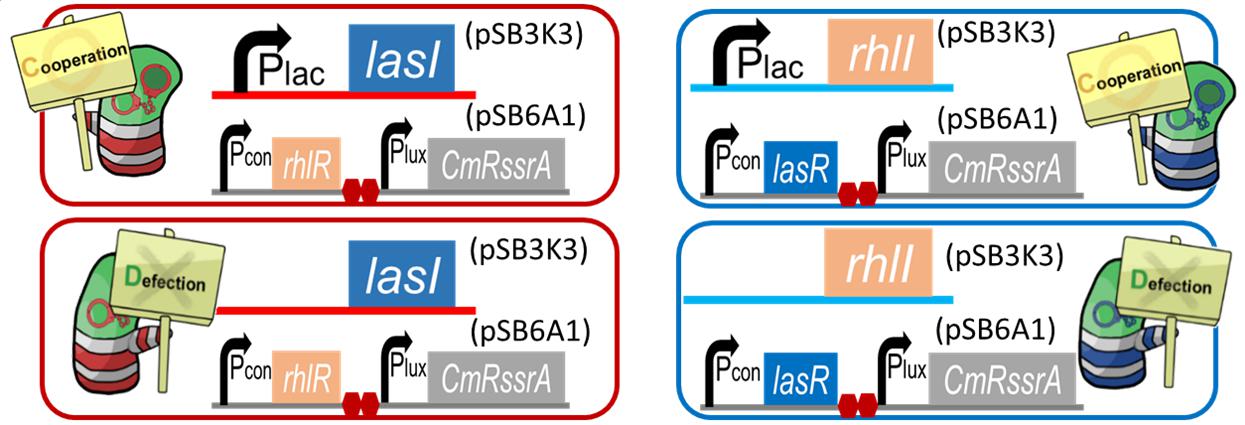 Cooperation
Plac
lasI
(pSB3K3)
(pSB6A1)
Pcon
rhlR
Plux
CmRssrA
Plac
rhlI
(pSB3K3)
Cooperation
(pSB6A1)
Pcon
lasR
Plux
CmRssrA
Defection
lasI
(pSB3K3)
(pSB6A1)
Pcon
rhlR
Plux
CmRssrA
rhlI
(pSB3K3)
Defection
(pSB6A1)
Pcon
lasR
Plux
CmRssrA